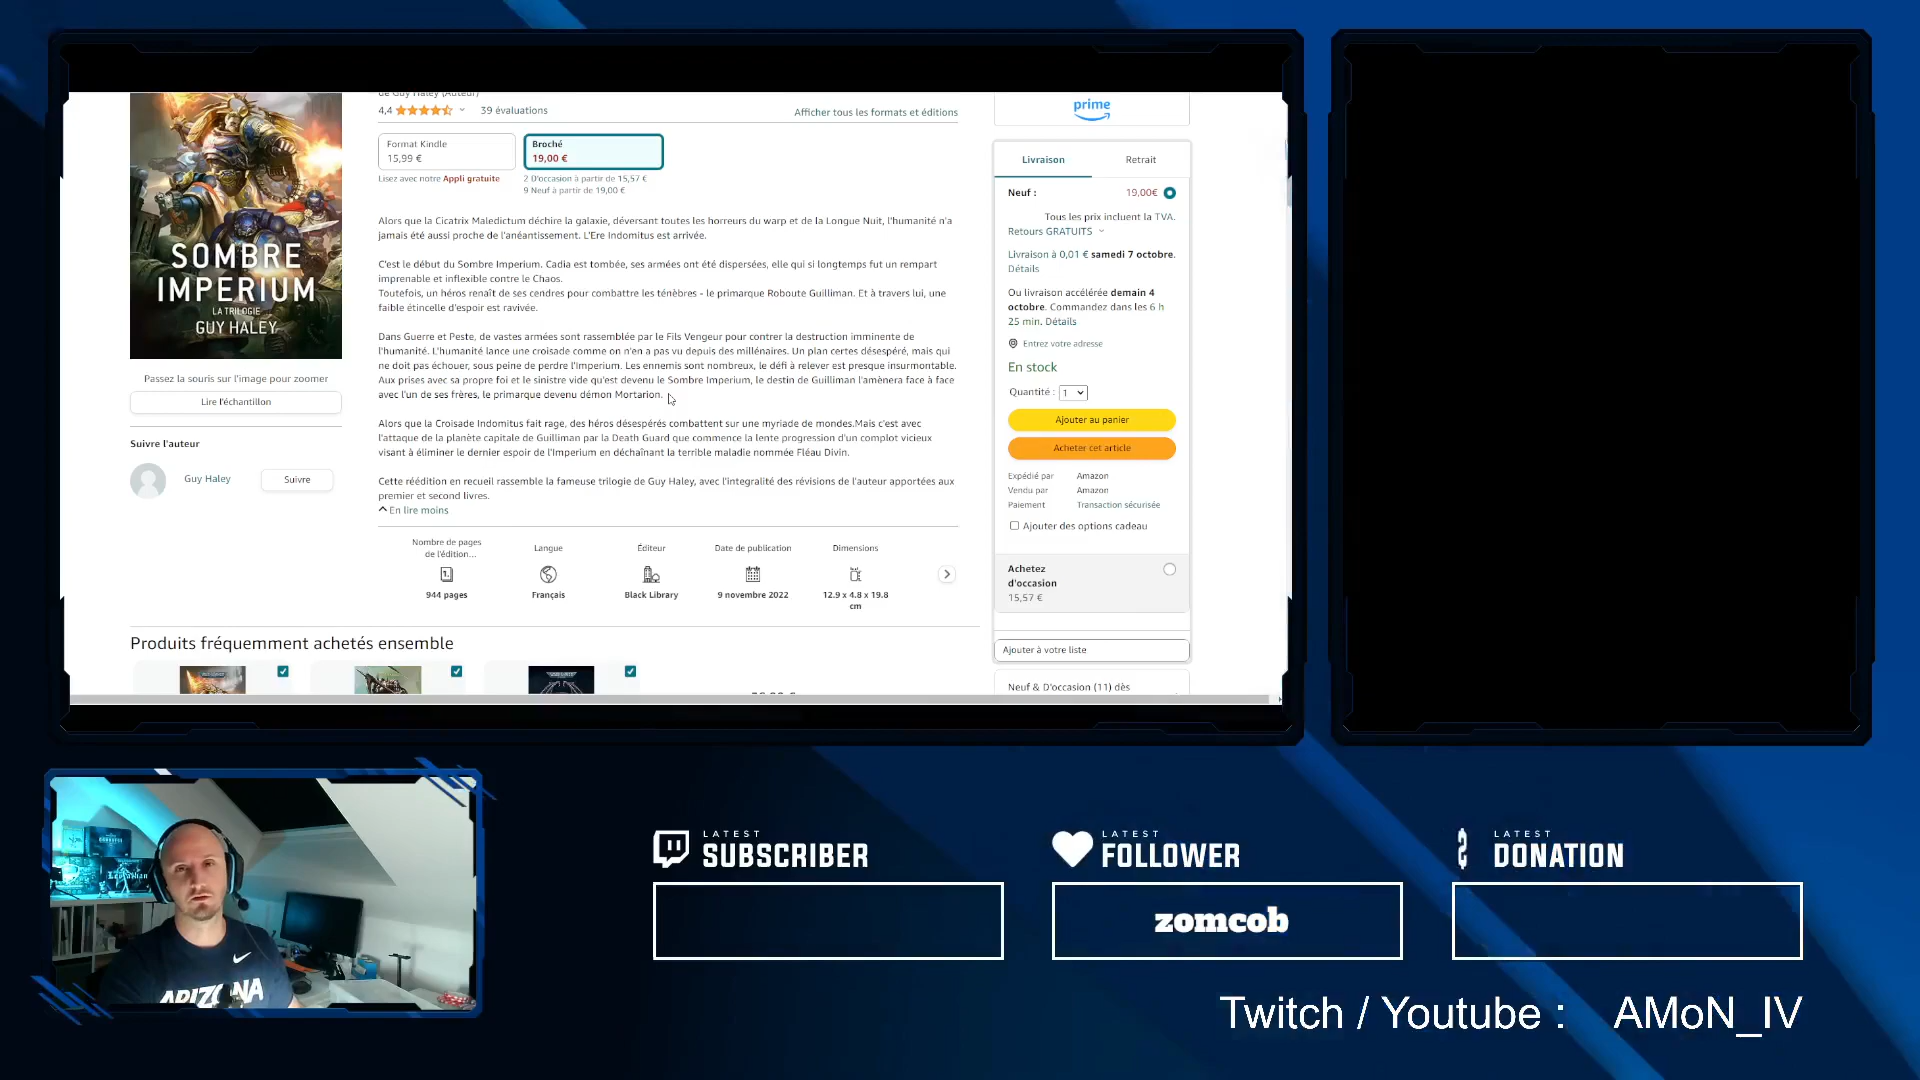 de Guy Haley (Auteur)
4,4
39 évaluations
Afficher tous les formats et éditions
Format Kindle
15,99 €
Broché
19,00 €
Lisez avec notre Appli gratuite
2 D'occasion à partir de 15,57 €
9 Neuf à partir de 19,00 €
Alors que la Cicatrix Maledictum déchire la galaxie, déversant toutes les horreurs du warp et de la Longue Nuit, l'humanité n'a
jamais été aussi proche de l'anéantissement. L'Ere Indomitus est arrivée.
C'est le début du Sombre Imperium. Cadia est tombée, ses armées ont été dispersées, elle qui si longtemps fut un rempart
imprenable et inflexible contre le Chaos.
Toutefois, un héros renaît de ses cendres pour combattre les ténèbres - le primarque Roboute Guilliman. Et à travers lui, une
faible étincelle d'espoir est ravivée.
Dans Guerre et Peste, de vastes armées sont rassemblée par le Fils Vengeur pour contrer la destruction imminente de
l'humanité. L'humanité lance une croisade comme on n'en a pas vu depuis des millénaires. Un plan certes désespéré, mais qui
ne doit pas échouer, sous peine de perdre l'Imperium. Les ennemis sont nombreux, le défi à relever est presque insurmontable.
Aux prises avec sa propre foi et le sinistre vide qu'est devenu le Sombre Imperium, le destin de Guilliman l'amènera face à face
avec l'un de ses frères, le primarque devenu démon Mortarion.
Alors que la Croisade Indomitus fait rage, des héros désespérés combattent sur une myriade de mondes.Mais c'est avec
l'attaque de la planète capitale de Guilliman par la Death Guard que commence la lente progression d'un complot vicieux
visant à éliminer le dernier espoir de l'Imperium en déchaînant la terrible maladie nommée Fléau Divin.
Cette réédition en recueil rassemble la fameuse trilogie de Guy Haley, avec l'integralité des révisions de l'auteur apportées aux
premier et second livres.
En lire moins
SOMBRE
IMPERIUM
LA TRILOGIE
GUY HALEY
Passez la souris sur l'image pour zoomer
Lire l'échantillon
Suivre l'auteur
Guy Haley
Suivre
Nombre de pages
de l'édition...
944 pages
Langue
Français
Éditeur
Black Library
Date de publication
9 novembre 2022
Dimensions
12.9 x 4.8 x 19.8
cm
Produits fréquemment achetés ensemble
prime
Livraison
Retrait
Neuf :
19,00€
Tous les prix incluent la TVA.
Retours GRATUITS
Livraison à 0,01 € samedi 7 octobre.
Détails
Ou livraison accélérée demain 4
octobre. Commandez dans les 6 h
25 min. Détails
Entrez votre adresse
En stock
Quantité : 1
Ajouter au panier
Acheter cet article
Expédié par Amazon
Vendu par Amazon
Paiement Transaction sécurisée
Ajouter des options cadeau
Achetez
d'occasion
15,57 €
Ajouter à votre liste
Neuf & D'occasion (11) dès
Leviathan
ARIZONA
LATEST
SUBSCRIBER
LATEST
FOLLOWER
zomcob
LATEST
DONATION
Twitch / Youtube : AMoN_IV